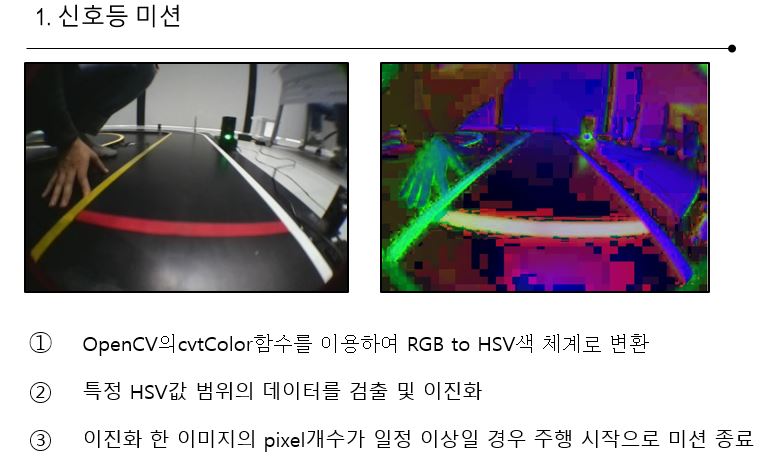 1. 신호등 미션
① OpenCV의cvtColor함수를 이용하여 RGB to HSV색 체계로 변환
② 특정 HSV값 범위의 데이터를 검출 및 이진화
③ 이진화 한 이미지의 pixel개수가 일정 이상일 경우 주행 시작으로 미션 종료